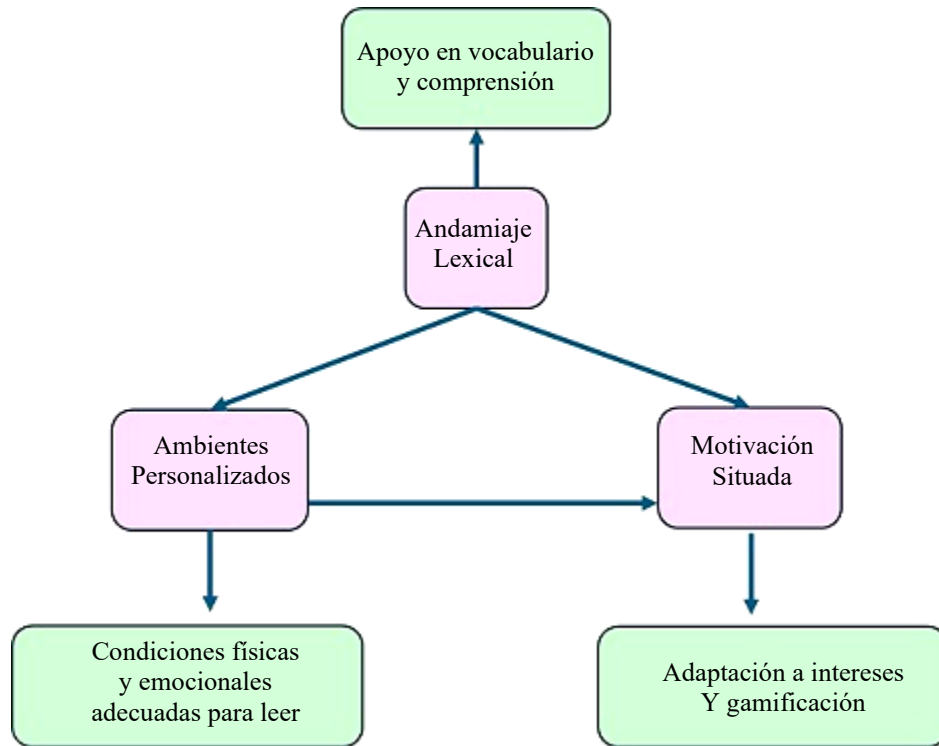 Apoyo en vocabulario
y comprensión
Andamiaje
Lexical
Ambientes
Personalizados
Motivación
Situada
Condiciones físicas
y emocionales
adecuadas para leer
Adaptación a intereses
Y gamificación